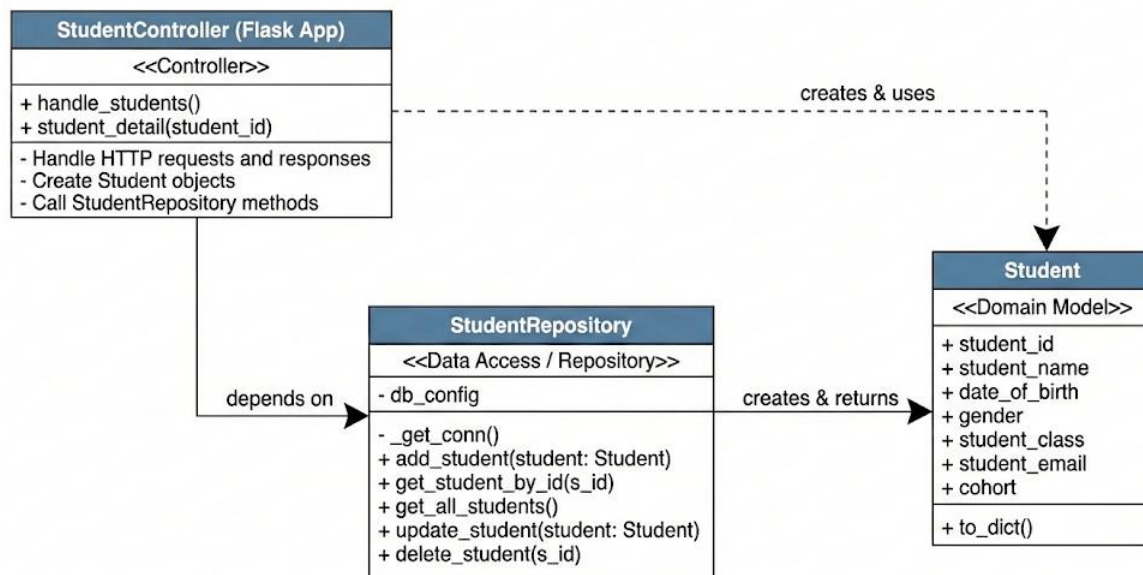 StudentController (Flask App)
<<Controller>>
+ handle_students()
+ student_detail(student_id)
- Handle HTTP requests and responses
- Create Student objects
- Call StudentRepository methods
creates & uses
depends on
StudentRepository
<<Data Access / Repository>>
- db_config
- _get_conn()
+ add_student(student: Student)
+ get_student_by_id(s_id)
+ get_all_students()
+ update_student(student: Student)
+ delete_student(s_id)
creates & returns
Student
<<Domain Model>>
+ student_id
+ student_name
+ date_of_birth
+ gender
+ student_class
+ student_email
+ cohort
+ to_dict()